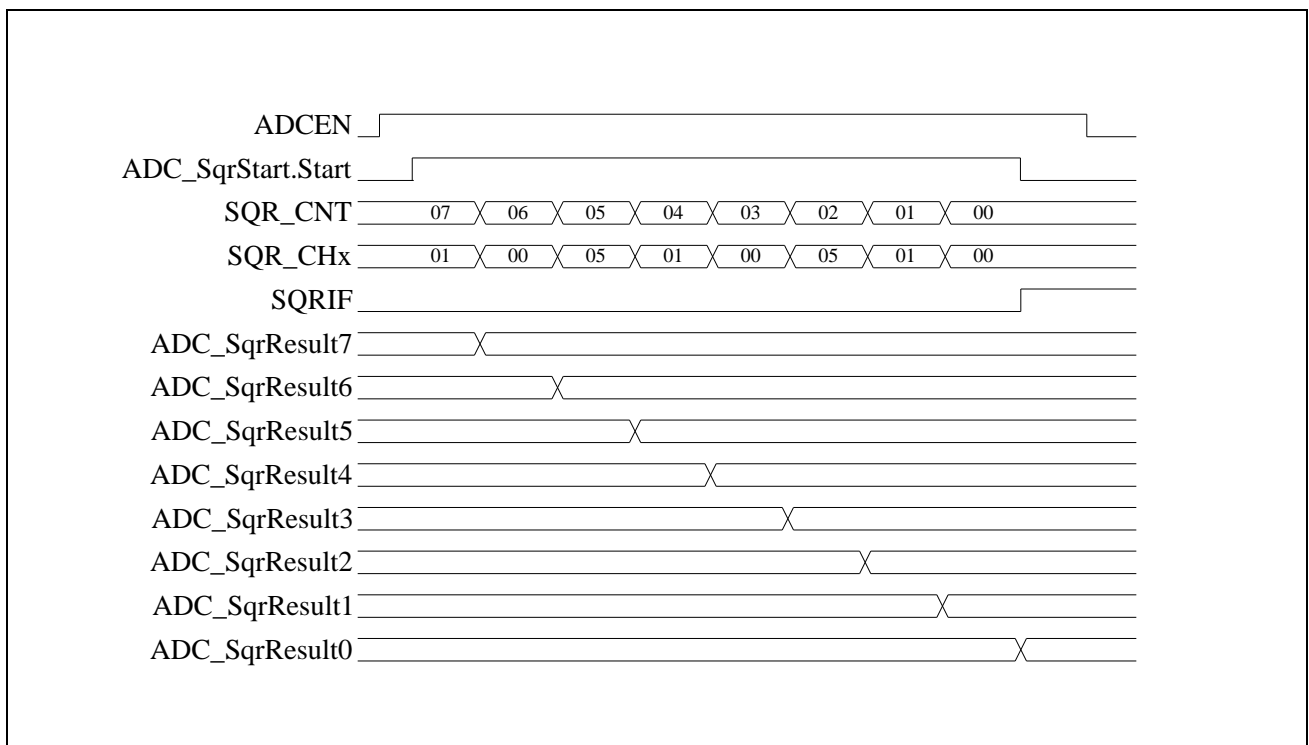 ADCEN
ADC_SqrStart.Start
SQR_CNT 07 06 05 04 03 02 01 00
SQR_CHx 01 00 05 01 00 05 01 00
SQRIF
ADC_SqrResult7
ADC_SqrResult6
ADC_SqrResult5
ADC_SqrResult4
ADC_SqrResult3
ADC_SqrResult2
ADC_SqrResult1
ADC_SqrResult0